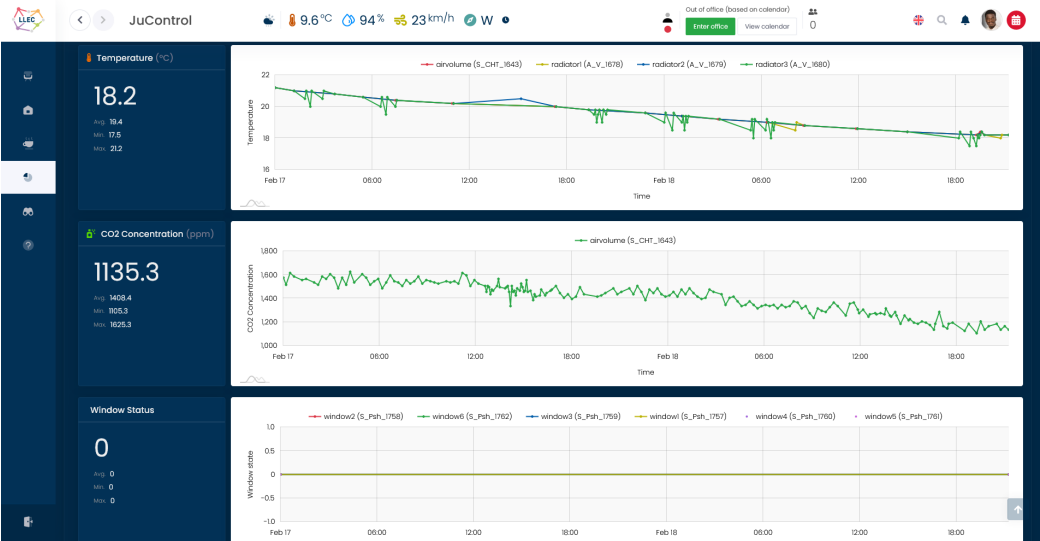 LLEC
JuControl
9.6 °C
94 %
23 km/h
W
Out of office (based on calendar)
Enter office
View calendar
0
Temperature (°C)
18.2
Avg. 19.4
Min. 17.5
Max. 21.2
airvolume (S_CHT_1643)
radiator1 (A_V_1678)
radiator2 (A_V_1679)
radiator3 (A_V_1680)
Temperature
22
20
18
16
Feb 17
06:00
12:00
18:00
Feb 18
06:00
12:00
18:00
Time
CO2 Concentration (ppm)
1135.3
Avg. 1408.4
Min. 1105.3
Max. 1625.3
airvolume (S_CHT_1643)
CO2 Concentration
1,800
1,600
1,400
1,200
1,000
Feb 17
06:00
12:00
18:00
Feb 18
06:00
12:00
18:00
Time
Window Status
0
Avg. 0
Min. 0
Max. 0
window2 (S_Psh_1758)
window6 (S_Psh_1762)
window3 (S_Psh_1759)
window1 (S_Psh_1757)
window4 (S_Psh_1760)
window5 (S_Psh_1761)
Window state
1.0
0.5
0
-0.5
-1.0
Feb 17
06:00
12:00
18:00
Feb 18
06:00
12:00
18:00